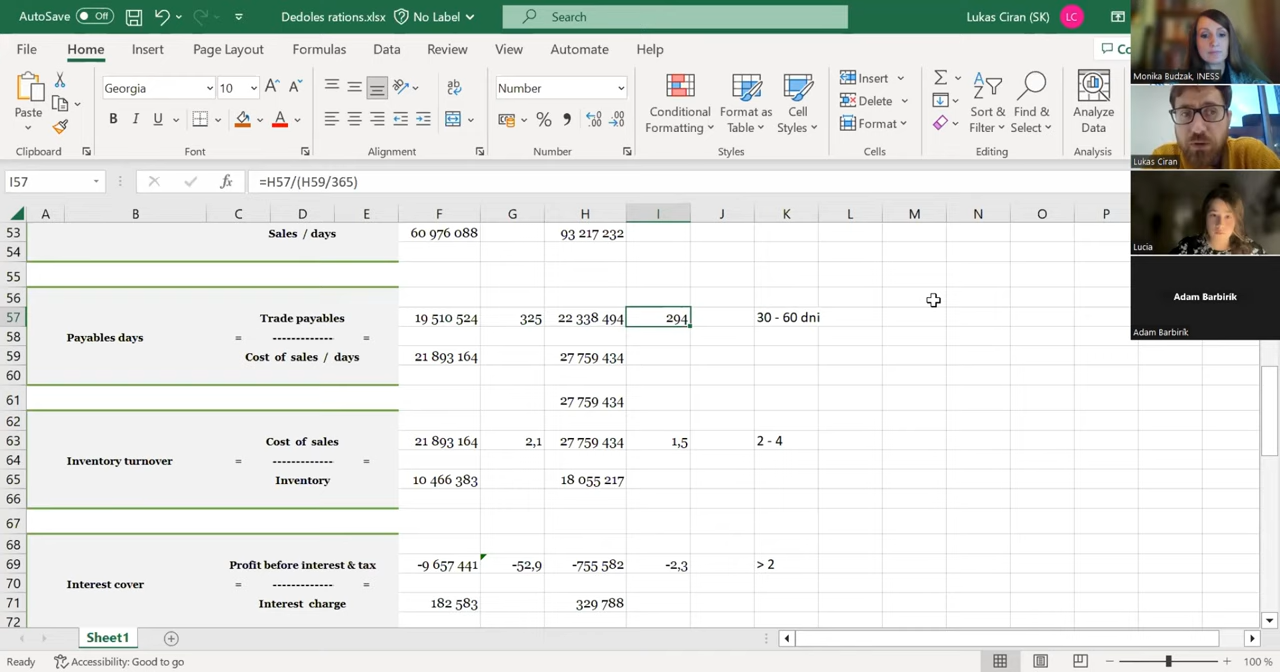 AutoSave Off Dedoles rations.xlsx No Label Search Lukas Ciran (SK) LC
File Home Insert Page Layout Formulas Data Review View Automate Help Co
Paste Georgia 10 Number Conditional Formatting Format as Table Cell Styles Insert Delete Format Sort & Filter Find & Select Analyze Data
Clipboard Font Alignment Number Styles Cells Editing Analysis
I57 fx =H57/(H59/365)
A B C D E F G H I J K L M N O P
53 Sales / days 60 976 088 93 217 232
54
55
56
57 Trade payables 19 510 524 325 22 338 494 294 30 - 60 dni
58 Payables days = ------------- =
59 Cost of sales / days 21 893 164 27 759 434
60
61 27 759 434
62
63 Cost of sales 21 893 164 2,1 27 759 434 1,5 2 - 4
64 Inventory turnover = ------------- =
65 Inventory 10 466 383 18 055 217
66
67
68
69 Profit before interest & tax -9 657 441 -52,9 -755 582 -2,3 > 2
70 Interest cover = ------------- =
71 Interest charge 182 583 329 788
72
Sheet1
Ready Accessibility: Good to go 100 %
Monika Budzak, INESS
Lukas Ciran
Lucia
Adam Barbirik
Adam Barbirik